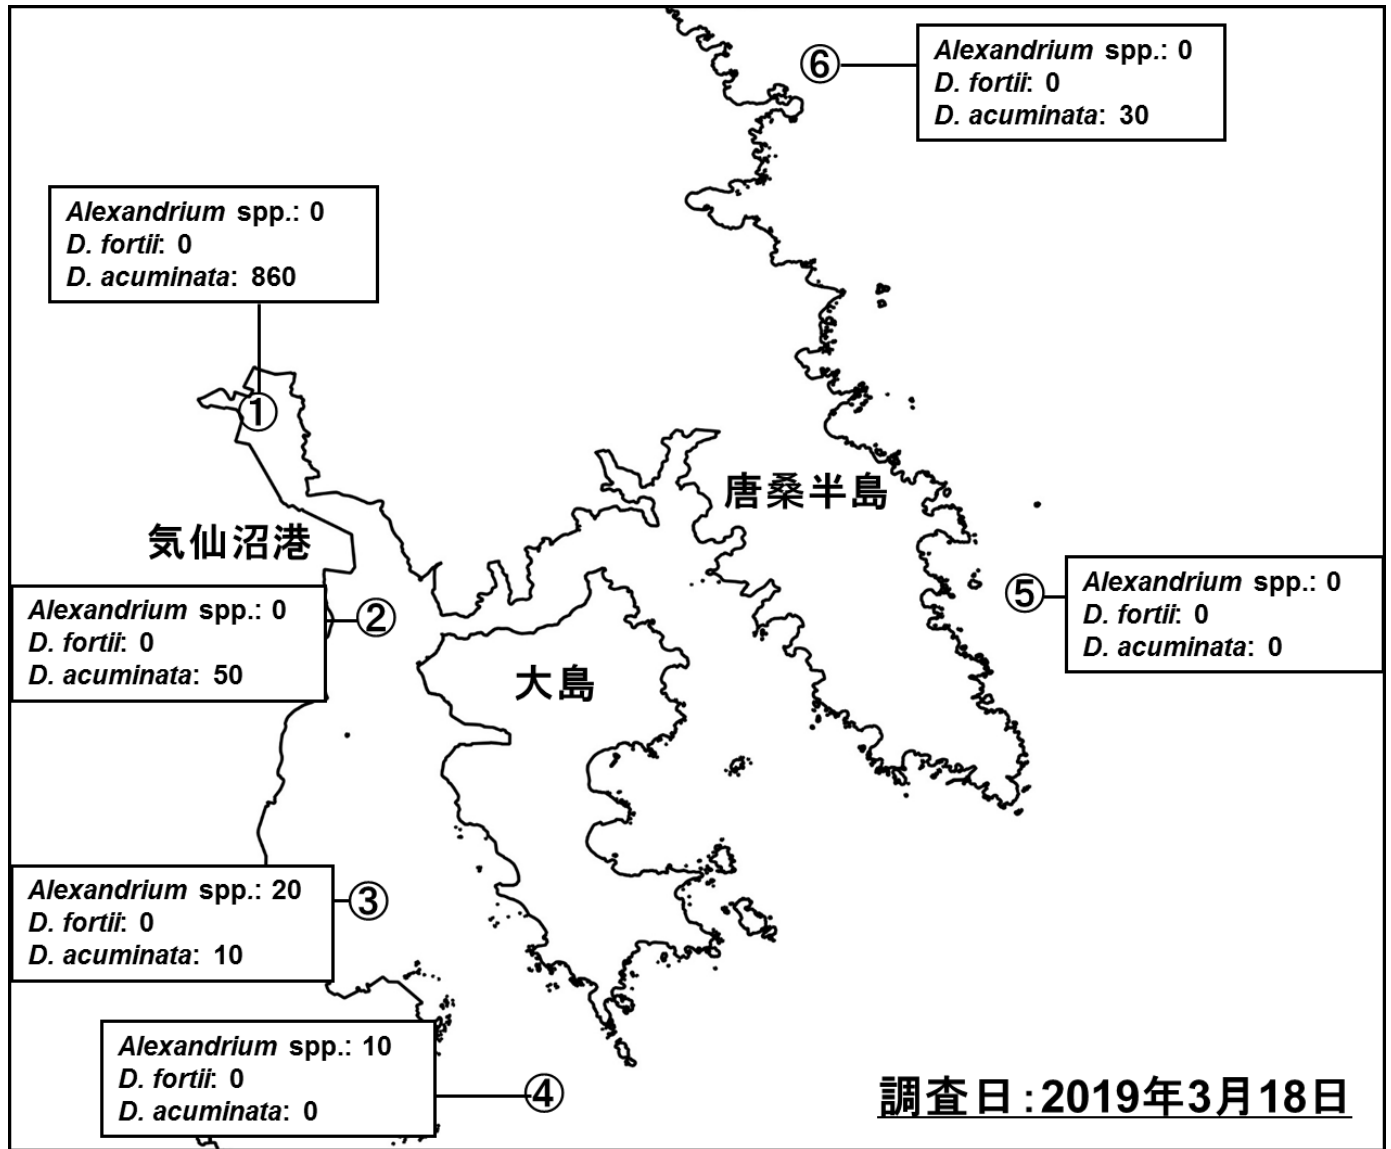 ⑥
Alexandrium spp.: 0
D. fortii: 0
D. acuminata: 30
Alexandrium spp.: 0
D. fortii: 0
D. acuminata: 860
①
唐桑半島
気仙沼港
Alexandrium spp.: 0
D. fortii: 0
D. acuminata: 50
②
⑤
Alexandrium spp.: 0
D. fortii: 0
D. acuminata: 0
大島
Alexandrium spp.: 20
D. fortii: 0
D. acuminata: 10
③
Alexandrium spp.: 10
D. fortii: 0
D. acuminata: 0
④
調査日:2019年3月18日